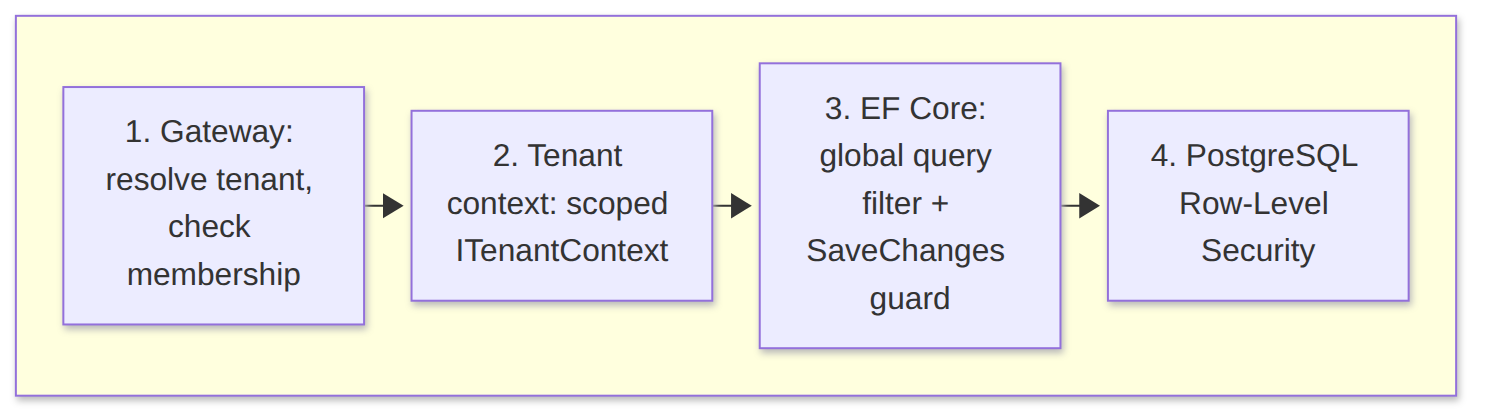 1. Gateway:
resolve tenant,
check
membership
2. Tenant
context: scoped
ITenantContext
3. EF Core:
global query
filter +
SaveChanges
guard
4. PostgreSQL
Row-Level
Security